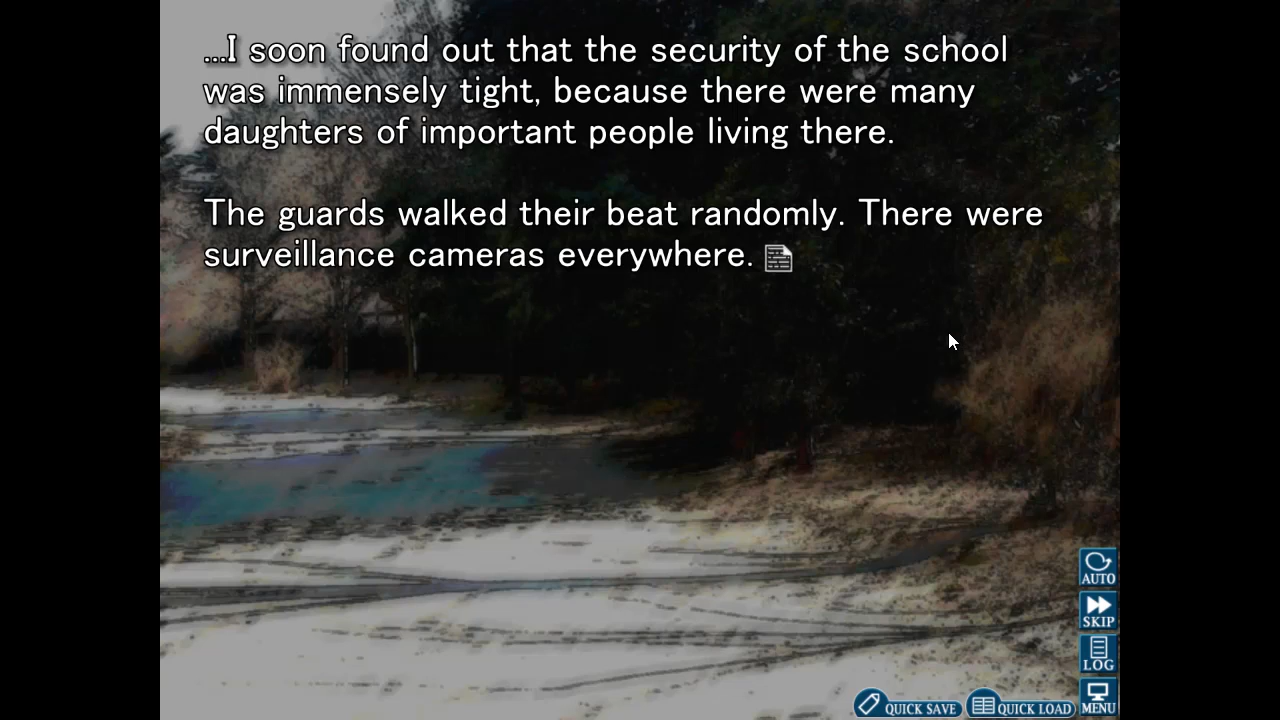 ...I soon found out that the security of the school
was immensely tight, because there were many
daughters of important people living there.
The guards walked their beat randomly. There were
surveillance cameras everywhere.
AUTO
SKIP
LOG
MENU
QUICK SAVE
QUICK LOAD